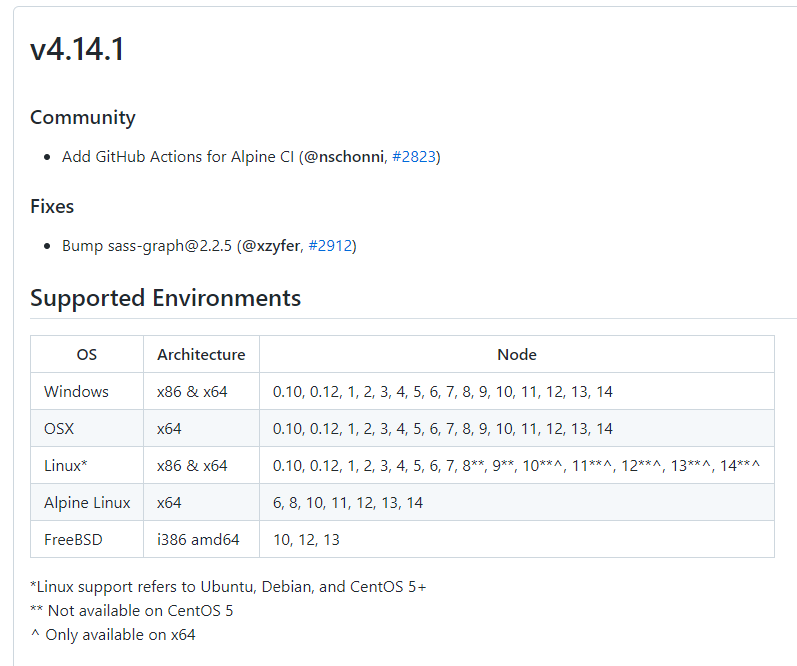 v4.14.1
Community
• Add GitHub Actions for Alpine CI (@nschonni, #2823)
Fixes
• Bump sass-graph@2.2.5 (@xzyfer, #2912)
Supported Environments
OS Architecture Node
Windows x86 & x64 0.10, 0.12, 1, 2, 3, 4, 5, 6, 7, 8, 9, 10, 11, 12, 13, 14
OSX x64 0.10, 0.12, 1, 2, 3, 4, 5, 6, 7, 8, 9, 10, 11, 12, 13, 14
Linux* x86 & x64 0.10, 0.12, 1, 2, 3, 4, 5, 6, 7, 8**, 9**, 10**^, 11**^, 12**^, 13**^, 14**^
Alpine Linux x64 6, 8, 10, 11, 12, 13, 14
FreeBSD i386 amd64 10, 12, 13
*Linux support refers to Ubuntu, Debian, and CentOS 5+
** Not available on CentOS 5
^ Only available on x64